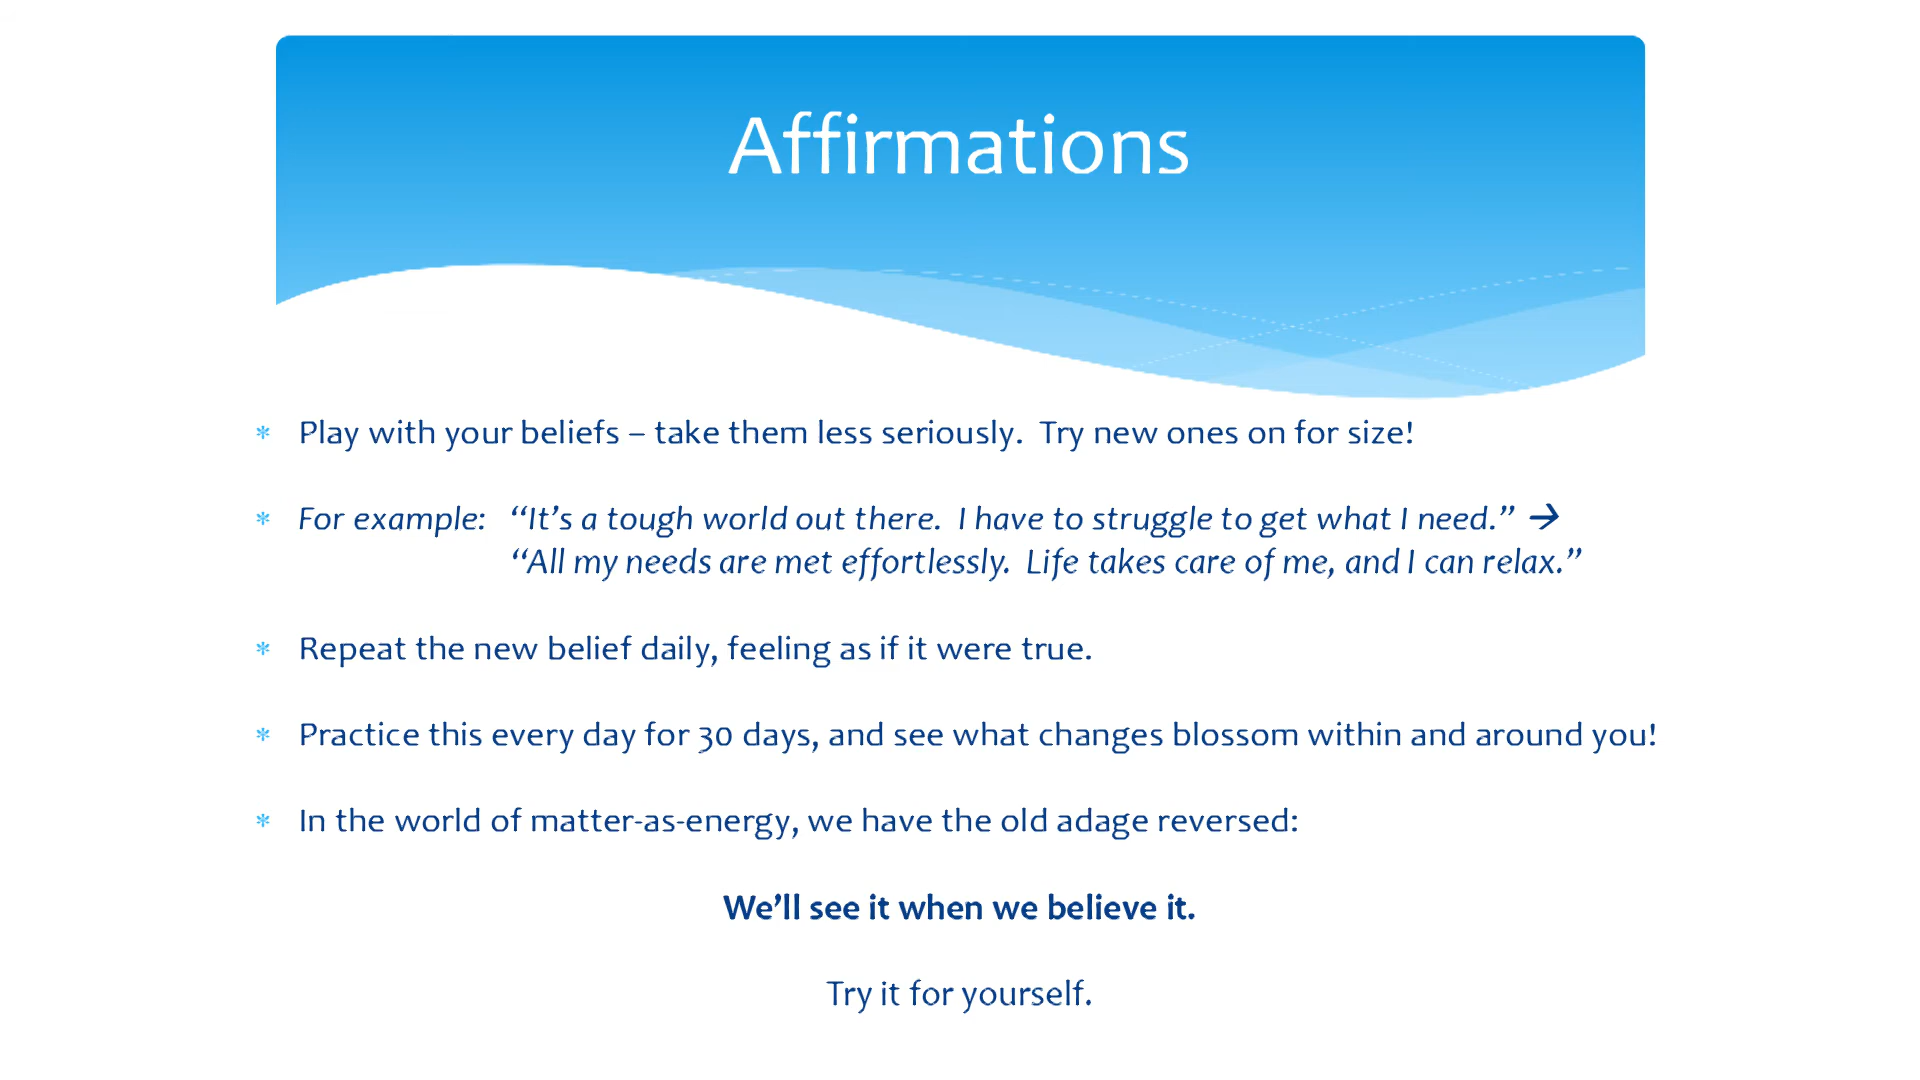 Affirmations
* Play with your beliefs – take them less seriously.  Try new ones on for size!
* For example:  “It’s a tough world out there.  I have to struggle to get what I need.” →
“All my needs are met effortlessly.  Life takes care of me, and I can relax.”
* Repeat the new belief daily, feeling as if it were true.
* Practice this every day for 30 days, and see what changes blossom within and around you!
* In the world of matter-as-energy, we have the old adage reversed:
We’ll see it when we believe it.
Try it for yourself.